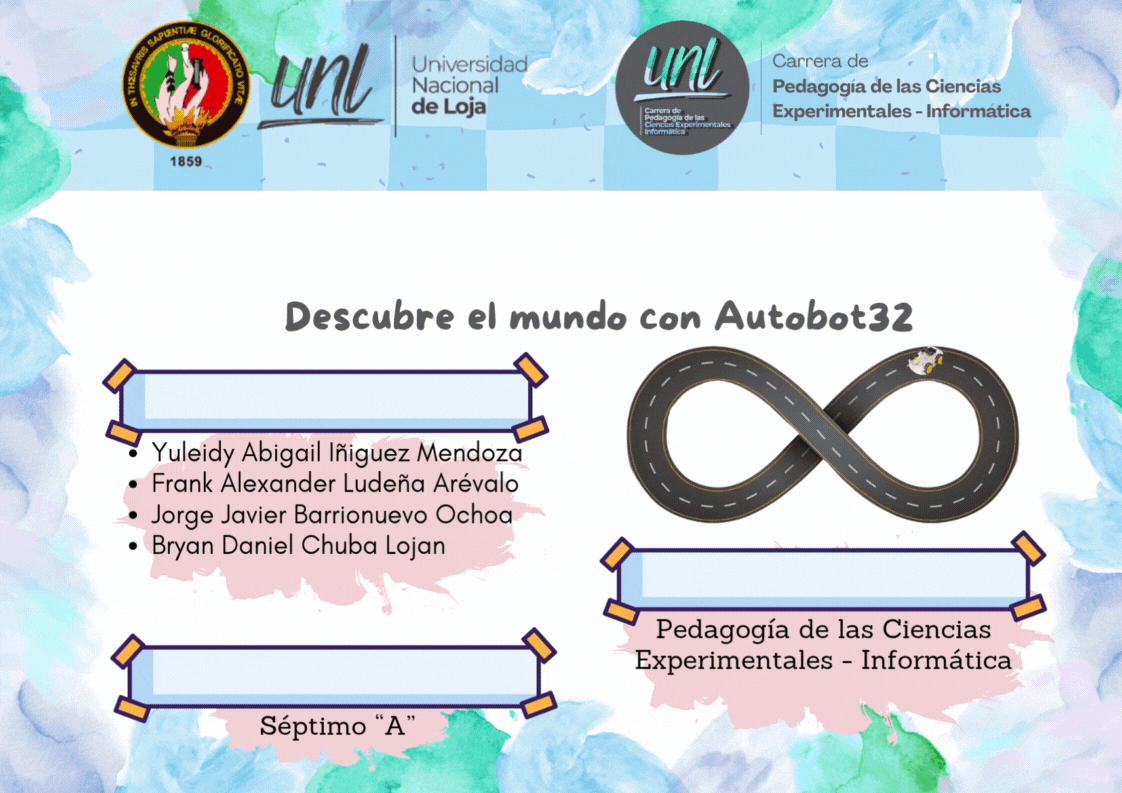 IN THESAVRIS SAPIENTIÆ GLORIFICATIO VITÆ
1859
unl
Universidad
Nacional
de Loja
unl
Carrera de
Pedagogía de las
Ciencias Experimentales
Informática
Carrera de
Pedagogía de las Ciencias
Experimentales - Informática
Descubre el mundo con Autobot32
• Yuleidy Abigail Iñiguez Mendoza
• Frank Alexander Ludeña Arévalo
• Jorge Javier Barrionuevo Ochoa
• Bryan Daniel Chuba Lojan
Pedagogía de las Ciencias
Experimentales - Informática
Séptimo “A”